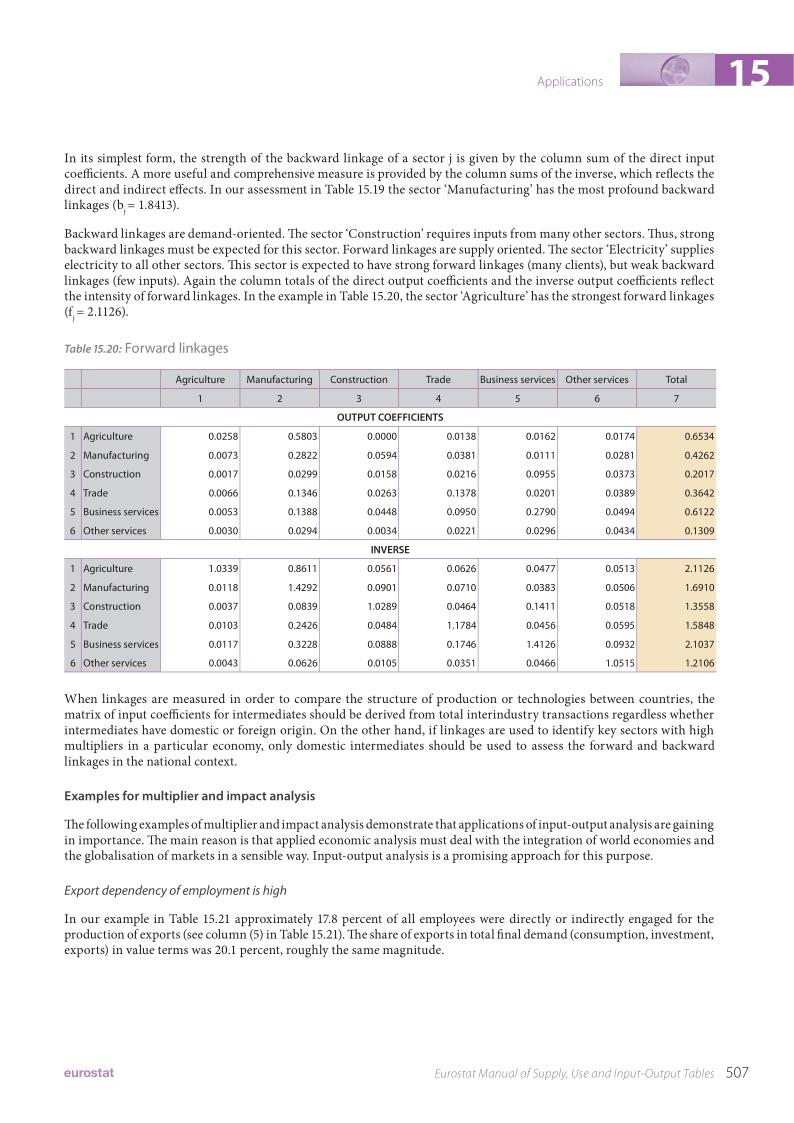 Applications
15
In its simplest form, the strength of the backward linkage of a sector j is given by the column sum of the direct input
coefficients. A more useful and comprehensive measure is provided by the column sums of the inverse, which reflects the
direct and indirect effects. In our assessment in Table 15.19 the sector ‘Manufacturing’ has the most profound backward
linkages (bj = 1.8413).
Backward linkages are demand-oriented. The sector ‘Construction’ requires inputs from many other sectors. Thus, strong
backward linkages must be expected for this sector. Forward linkages are supply oriented. The sector ‘Electricity’ supplies
electricity to all other sectors. This sector is expected to have strong forward linkages (many clients), but weak backward
linkages (few inputs). Again the column totals of the direct output coefficients and the inverse output coefficients reflect
the intensity of forward linkages. In the example in Table 15.20, the sector ‘Agriculture’ has the strongest forward linkages
(fj = 2.1126).
Table 15.20: Forward linkages
Agriculture Manufacturing Construction Trade Business services Other services Total
1 2 3 4 5 6 7
OUTPUT COEFFICIENTS
1 Agriculture 0.0258 0.5803 0.0000 0.0138 0.0162 0.0174 0.6534
2 Manufacturing 0.0073 0.2822 0.0594 0.0381 0.0111 0.0281 0.4262
3 Construction 0.0017 0.0299 0.0158 0.0216 0.0955 0.0373 0.2017
4 Trade 0.0066 0.1346 0.0263 0.1378 0.0201 0.0389 0.3642
5 Business services 0.0053 0.1388 0.0448 0.0950 0.2790 0.0494 0.6122
6 Other services 0.0030 0.0294 0.0034 0.0221 0.0296 0.0434 0.1309
INVERSE
1 Agriculture 1.0339 0.8611 0.0561 0.0626 0.0477 0.0513 2.1126
2 Manufacturing 0.0118 1.4292 0.0901 0.0710 0.0383 0.0506 1.6910
3 Construction 0.0037 0.0839 1.0289 0.0464 0.1411 0.0518 1.3558
4 Trade 0.0103 0.2426 0.0484 1.1784 0.0456 0.0595 1.5848
5 Business services 0.0117 0.3228 0.0888 0.1746 1.4126 0.0932 2.1037
6 Other services 0.0043 0.0626 0.0105 0.0351 0.0466 1.0515 1.2106
When linkages are measured in order to compare the structure of production or technologies between countries, the
matrix of input coefficients for intermediates should be derived from total interindustry transactions regardless whether
intermediates have domestic or foreign origin. On the other hand, if linkages are used to identify key sectors with high
multipliers in a particular economy, only domestic intermediates should be used to assess the forward and backward
linkages in the national context.
Examples for multiplier and impact analysis
The following examples of multiplier and impact analysis demonstrate that applications of input-output analysis are gaining
in importance. The main reason is that applied economic analysis must deal with the integration of world economies and
the globalisation of markets in a sensible way. Input-output analysis is a promising approach for this purpose.
Export dependency of employment is high
In our example in Table 15.21 approximately 17.8 percent of all employees were directly or indirectly engaged for the
production of exports (see column (5) in Table 15.21). The share of exports in total final demand (consumption, investment,
exports) in value terms was 20.1 percent, roughly the same magnitude.
eurostat
Eurostat Manual of Supply, Use and Input-Output Tables 507